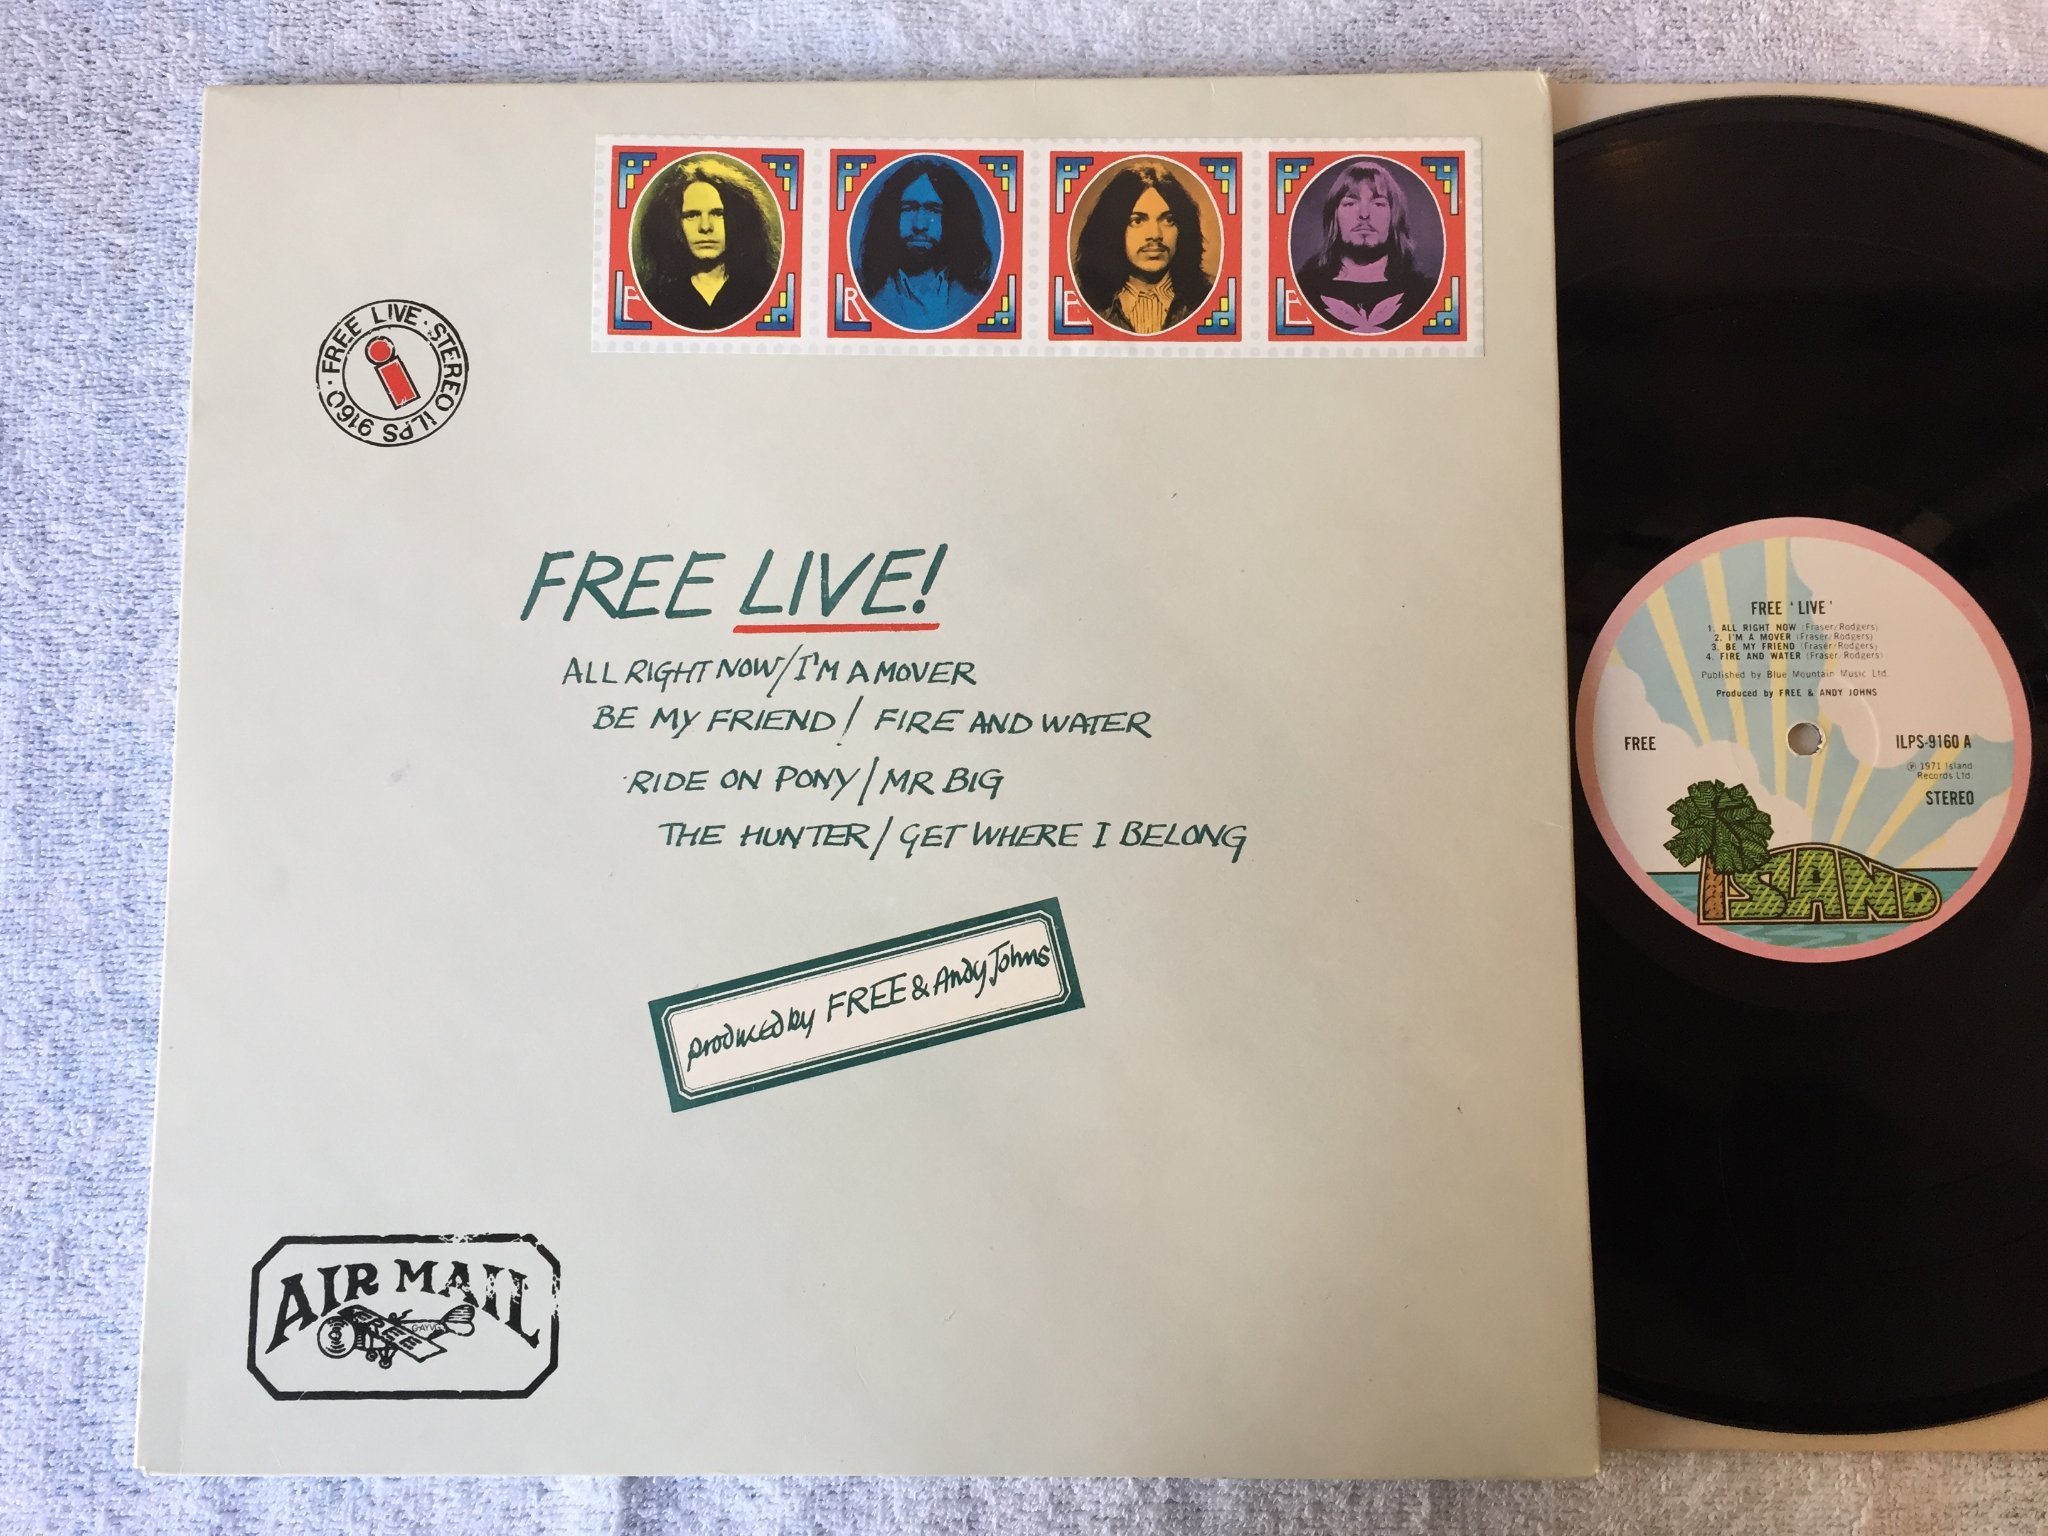 F
R
E
E
FREE LIVE · STEREO ILPS 9160 ·
i
FREE LIVE!
ALL RIGHT NOW/I'M A MOVER
BE MY FRIEND/ FIRE AND WATER
RIDE ON PONY/MR BIG
THE HUNTER/GET WHERE I BELONG
produced by FREE & Andy Johns
AIR MAIL
FREE
G-AYVG
FREE 'LIVE'
1. ALL RIGHT NOW (Fraser/Rodgers)
2. I'M A MOVER (Fraser/Rodgers)
3. BE MY FRIEND (Fraser/Rodgers)
4. FIRE AND WATER (Fraser/Rodgers)
Published by Blue Mountain Music Ltd.
Produced by FREE & ANDY JOHNS
FREE
ILPS-9160 A
℗ 1971 Island
Records Ltd.
STEREO
ISLAND